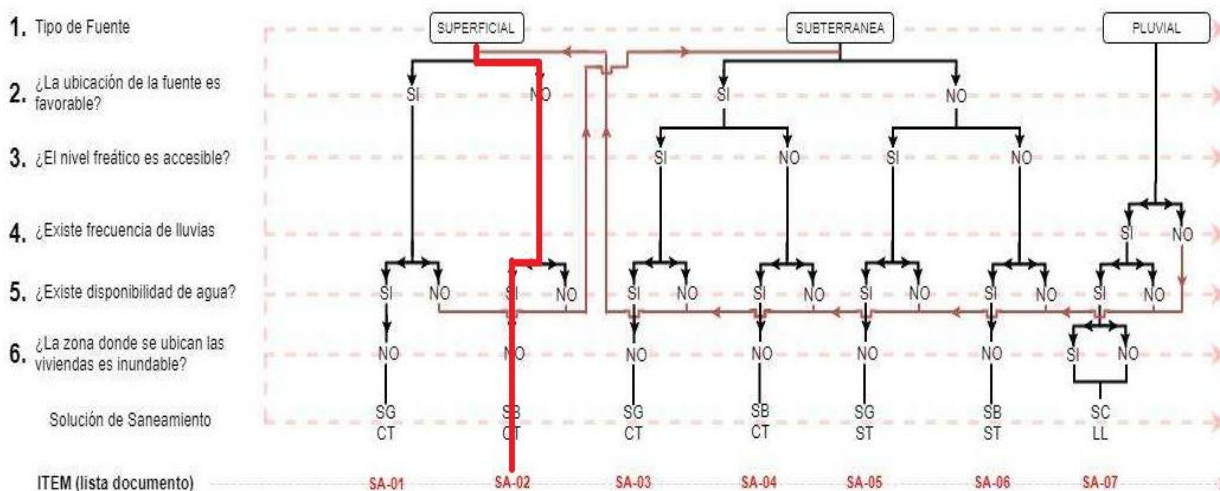 1. Tipo de Fuente
SUPERFICIAL SUBTERRANEA PLUVIAL
2. ¿La ubicación de la fuente es
favorable?
SI NO SI NO
3. ¿El nivel freático es accesible?
SI NO SI NO
4. ¿Existe frecuencia de lluvias
SI NO
5. ¿Existe disponibilidad de agua?
SI NO SI NO SI NO SI NO SI NO SI NO SI NO
6. ¿La zona donde se ubican las
viviendas es inundable?
NO NO NO NO NO NO SI NO
Solución de Saneamiento
SG SB SG SB SG SB SC
CT CT CT CT ST ST LL
ITEM (lista documento) SA-01 SA-02 SA-03 SA-04 SA-05 SA-06 SA-07